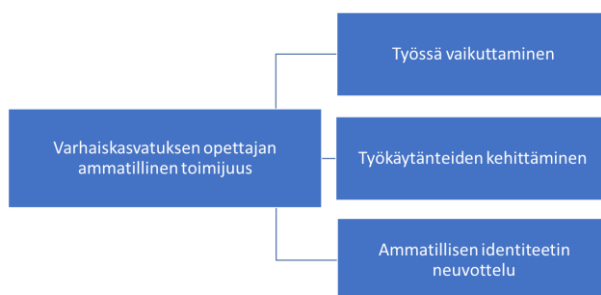 Työssä vaikuttaminen
Varhaiskasvatuksen opettajan
ammatillinen toimijuus
Työkäytänteiden kehittäminen
Ammatillisen identiteetin
neuvottelu